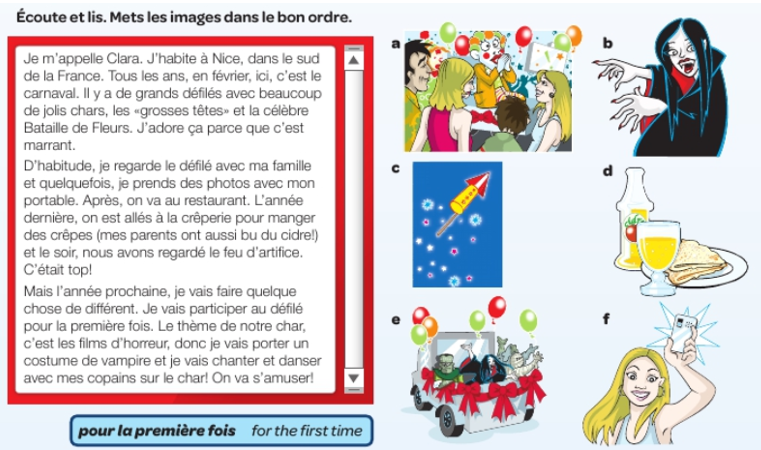 Écoute et lis. Mets les images dans le bon ordre.
Je m'appelle Clara. J'habite à Nice, dans le sud
de la France. Tous les ans, en février, ici, c'est le
carnaval. Il y a de grands défilés avec beaucoup
de jolis chars, les «grosses têtes» et la célèbre
Bataille de Fleurs. J'adore ça parce que c'est
marrant.
D'habitude, je regarde le défilé avec ma famille
et quelquefois, je prends des photos avec mon
portable. Après, on va au restaurant. L'année
dernière, on est allés à la crêperie pour manger
des crêpes (mes parents ont aussi bu du cidre!)
et le soir, nous avons regardé le feu d'artifice.
C'était top!
Mais l'année prochaine, je vais faire quelque
chose de différent. Je vais participer au défilé
pour la première fois. Le thème de notre char,
c'est les films d'horreur, donc je vais porter un
costume de vampire et je vais chanter et danser
avec mes copains sur le char! On va s'amuser!
pour la première fois for the first time
a
b
c
d
e
f